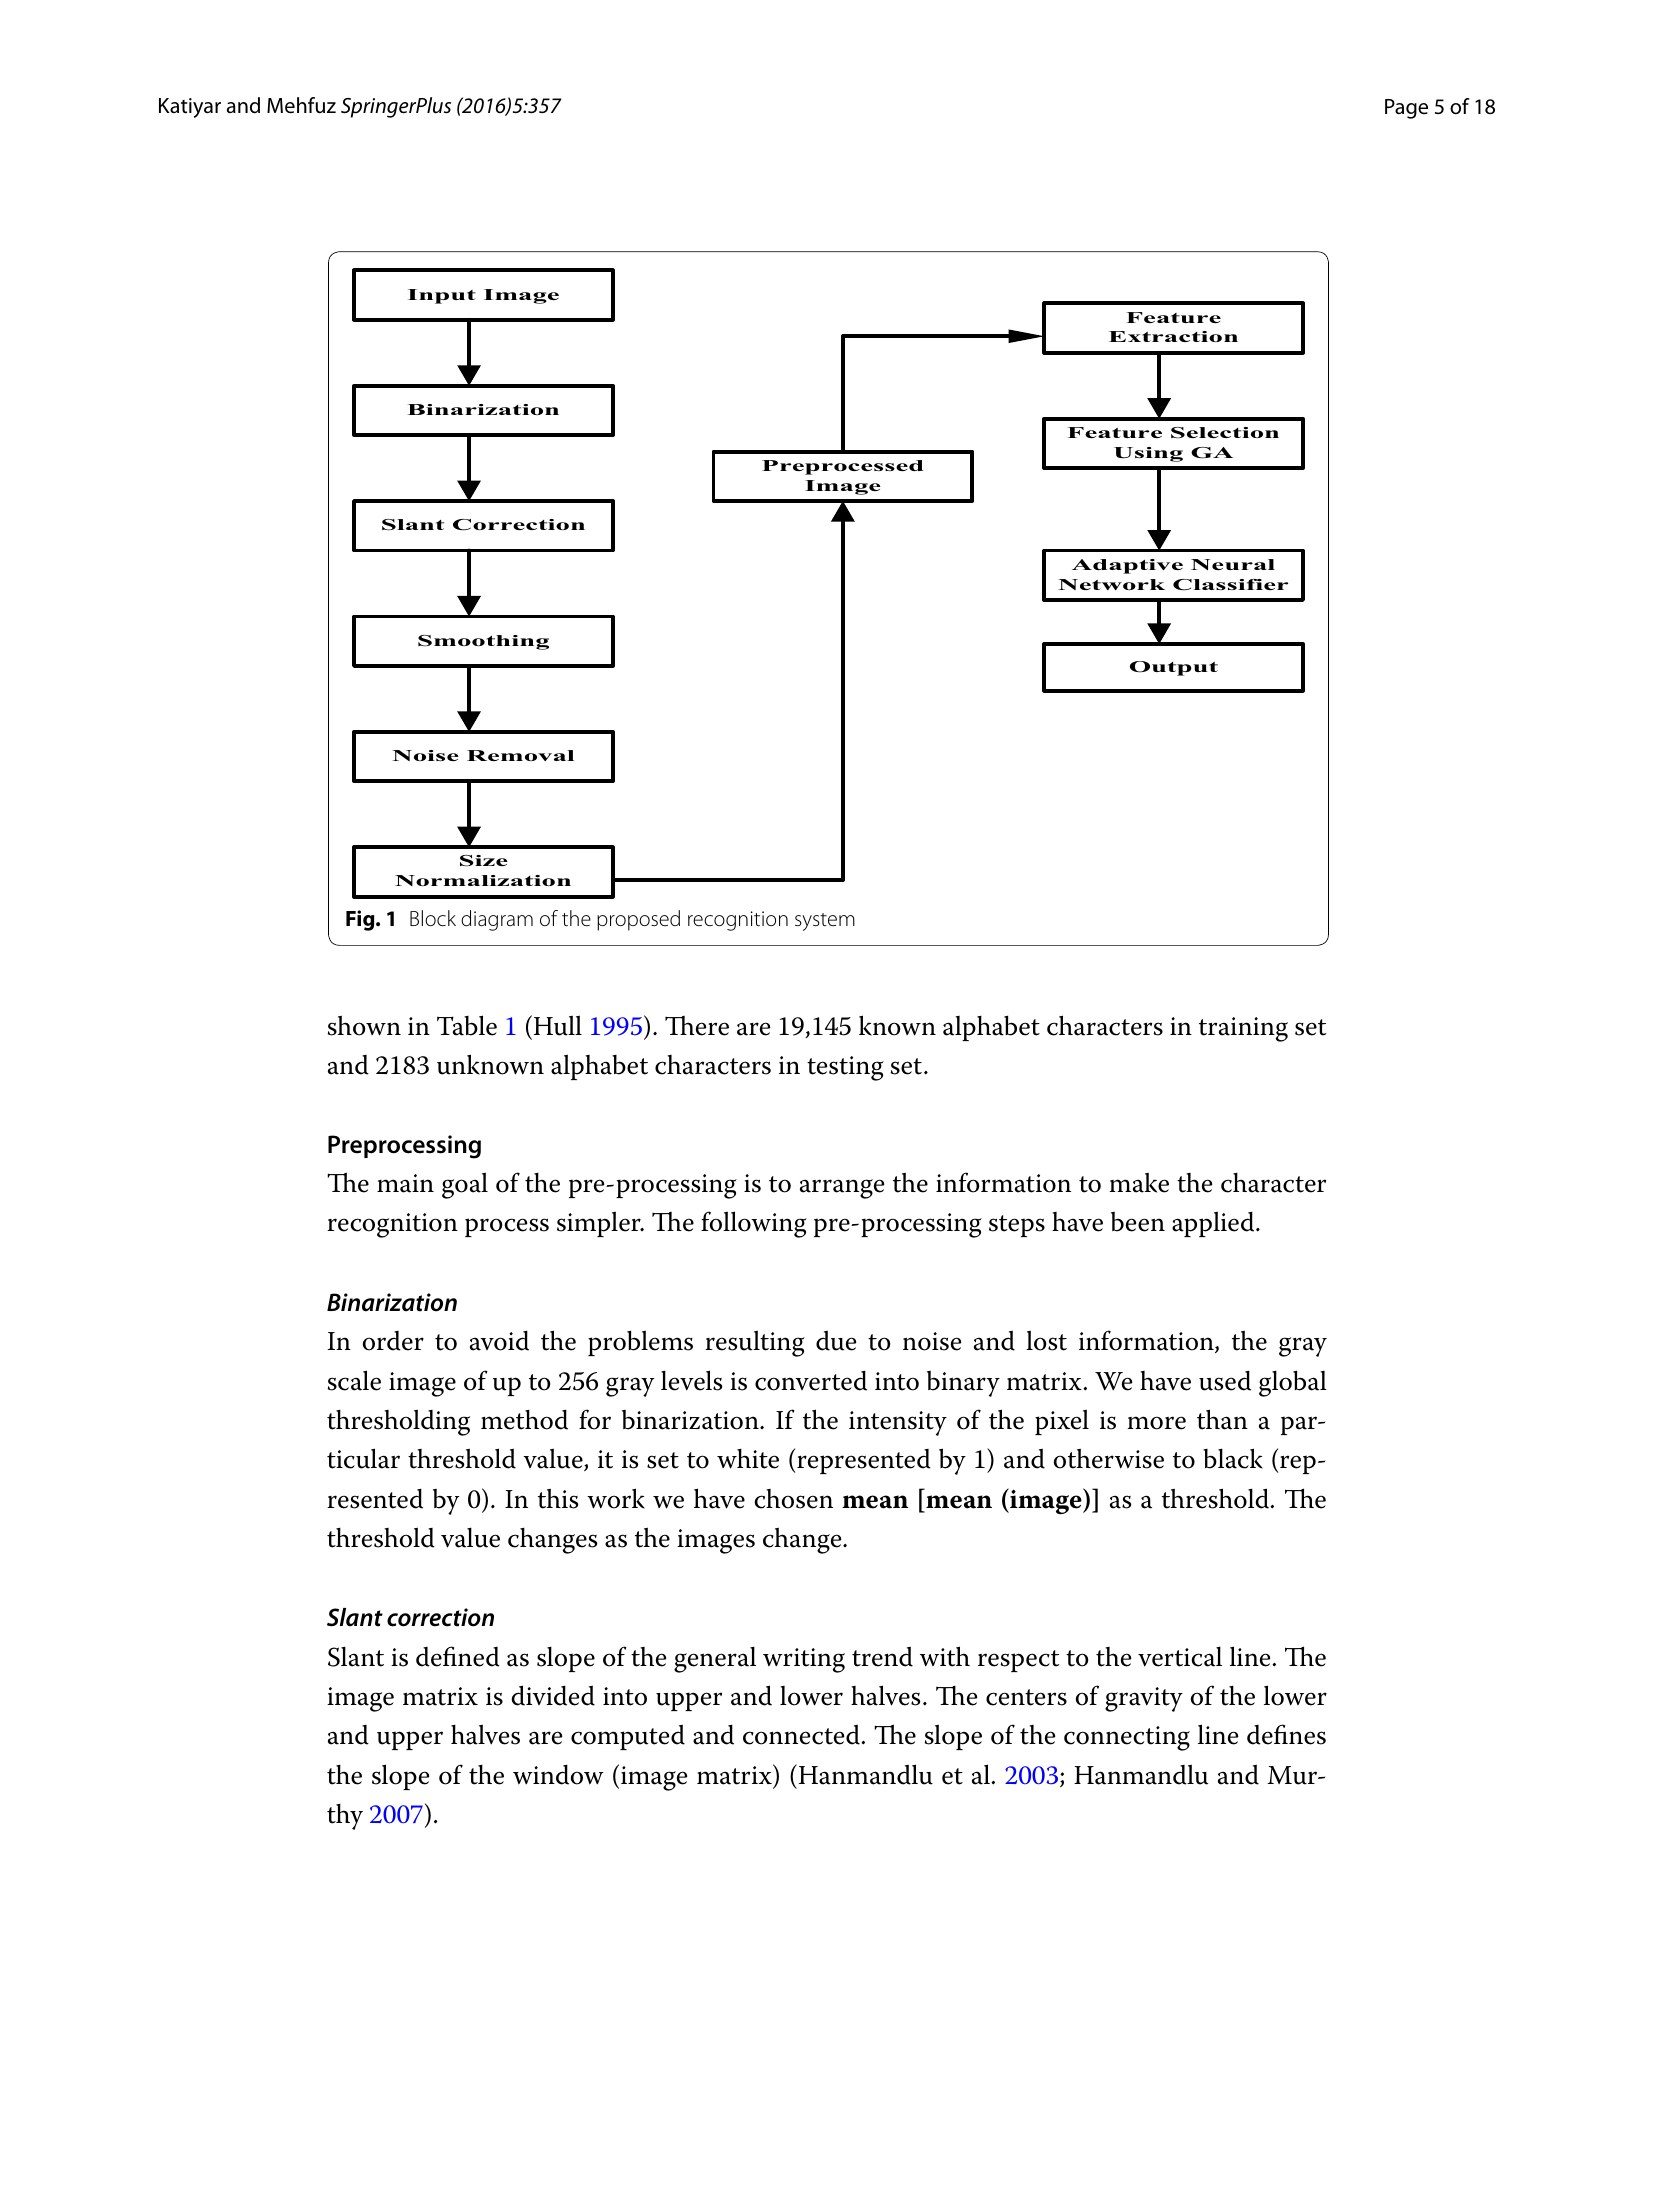 Katiyar and Mehfuz SpringerPlus (2016)5:357
Page 5 of 18
Input Image
Binarization
Slant Correction
Smoothing
Noise Removal
Size
Normalization
Preprocessed
Image
Feature
Extraction
Feature Selection
Using GA
Adaptive Neural
Network Classifier
Output
Fig. 1 Block diagram of the proposed recognition system
shown in Table 1 (Hull 1995). There are 19,145 known alphabet characters in training set
and 2183 unknown alphabet characters in testing set.
Preprocessing
The main goal of the pre-processing is to arrange the information to make the character
recognition process simpler. The following pre-processing steps have been applied.
Binarization
In order to avoid the problems resulting due to noise and lost information, the gray
scale image of up to 256 gray levels is converted into binary matrix. We have used global
thresholding method for binarization. If the intensity of the pixel is more than a par-
ticular threshold value, it is set to white (represented by 1) and otherwise to black (rep-
resented by 0). In this work we have chosen mean [mean (image)] as a threshold. The
threshold value changes as the images change.
Slant correction
Slant is defined as slope of the general writing trend with respect to the vertical line. The
image matrix is divided into upper and lower halves. The centers of gravity of the lower
and upper halves are computed and connected. The slope of the connecting line defines
the slope of the window (image matrix) (Hanmandlu et al. 2003; Hanmandlu and Mur-
thy 2007).